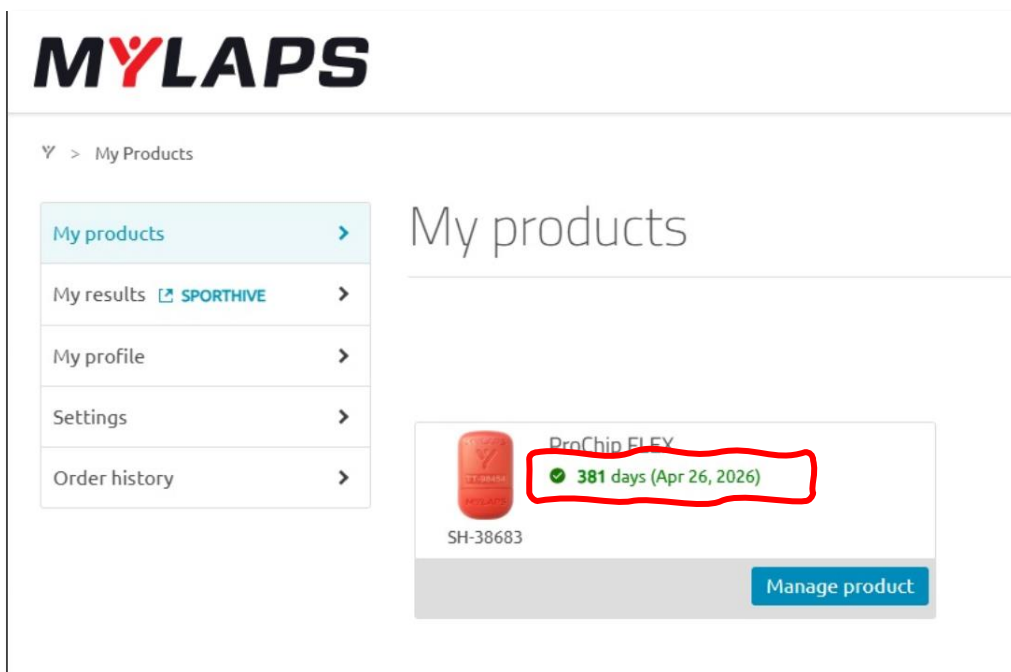 MYLAPS
> My Products
My products
My results SPORTHIVE
My profile
Settings
Order history
My products
ProChip FLEX
381 days (Apr 26, 2026)
MYLAPS
SH-38683
Manage product